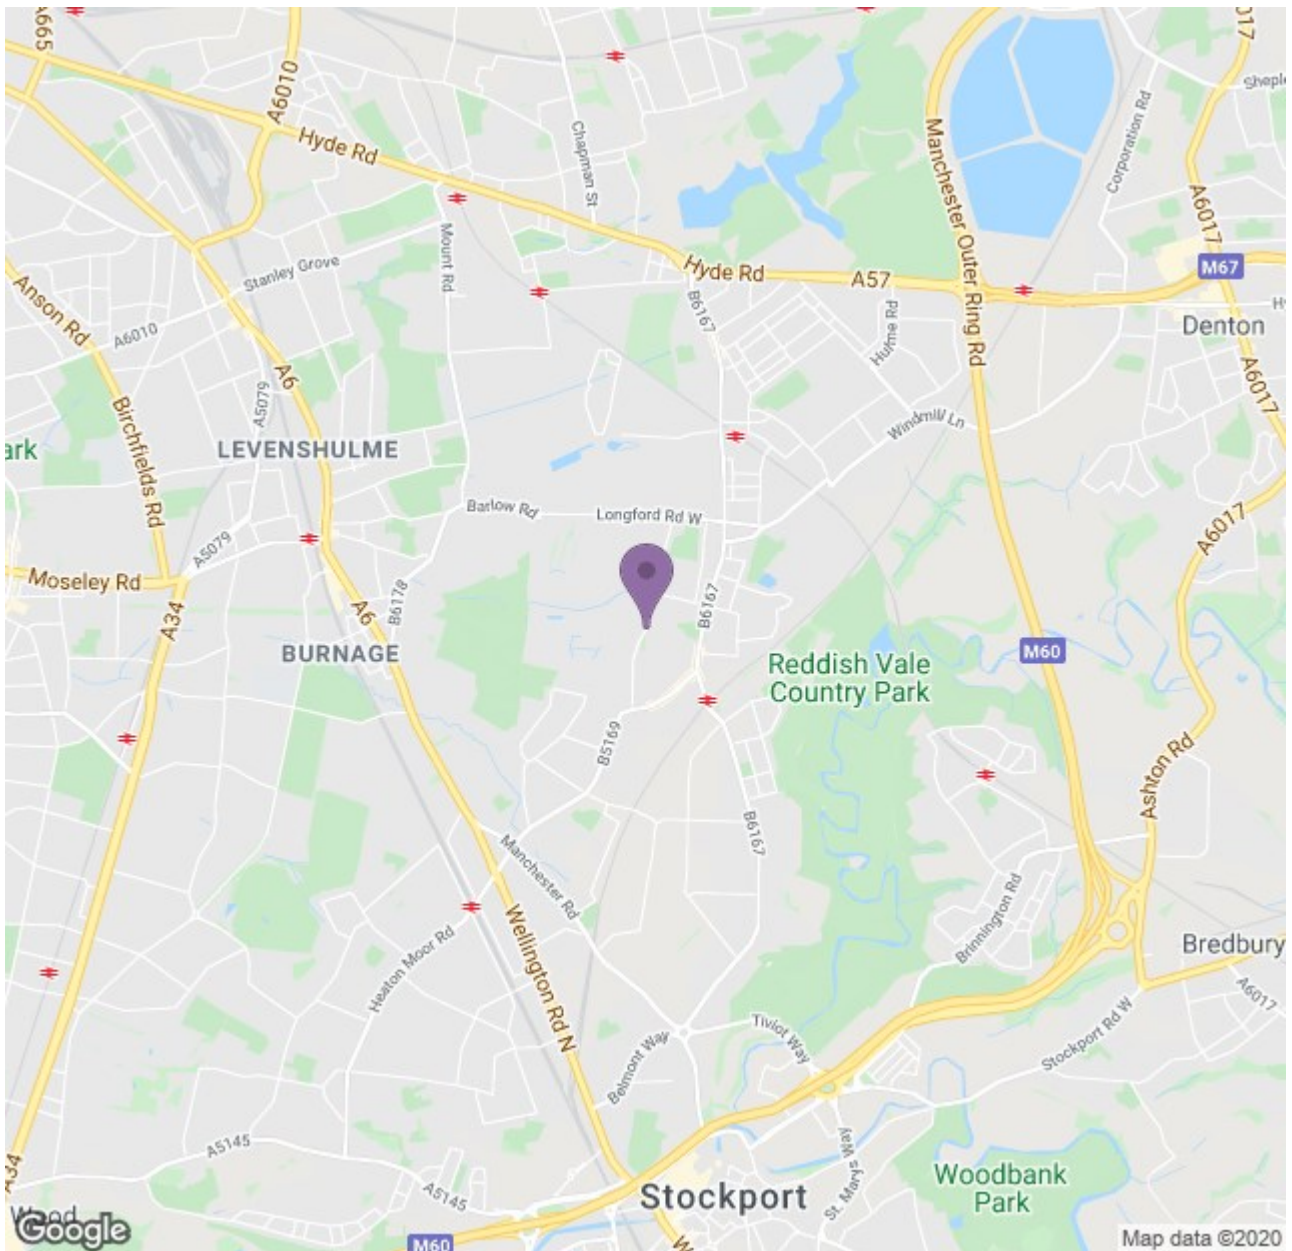 A665
A6010
A6017
Sheple
Hyde Rd
Chapman St
Manchester Outer Ring Rd
Corporation Rd
A6017
Mount Rd
Stanley Grove
Hyde Rd
A57
M67
Anson Rd
A6010
B6167
Hulme Rd
Denton
A6
A5079
Birchfields Rd
Windmill Ln
A6017
ark
LEVENSHULME
Barlow Rd
Longford Rd W
A6017
A5079
Moseley Rd
A34
A6
B6178
B6167
BURNAGE
M60
Reddish Vale
Country Park
B5169
Ashton Rd
B6167
Manchester Rd
Wellington Rd N
Heaton Moor Rd
Brinnington Rd
Bredbury
A6017
Tiviot Way
Belmont Way
Stockport Rd W
A5145
St. Marys Way
A34
A5145
Stockport
Woodbank
Park
Wood
Google
M60
W
Map data ©2020